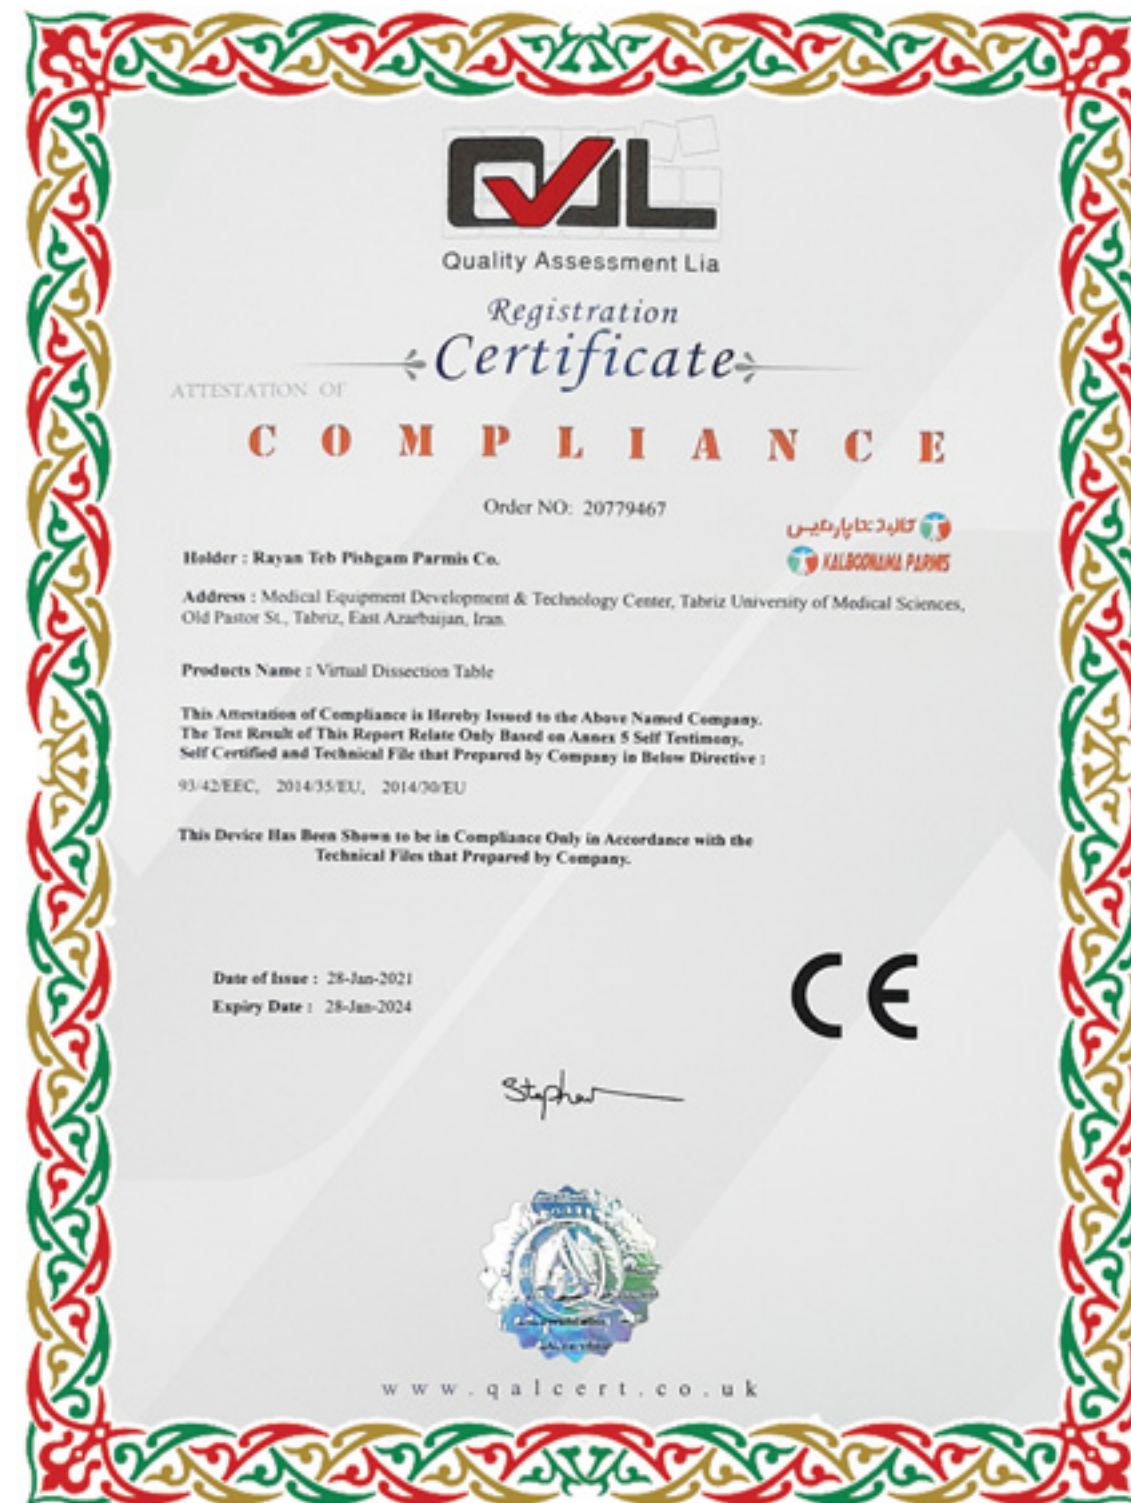 QAL
Quality Assessment Lia
Registration
Certificate
ATTESTATION OF
COMPLIANCE
Order NO: 20779467
کالبدنما پارمیس
KALBODNAMA PARMIS
Holder : Rayan Teb Pishgam Parmis Co.
Address : Medical Equipment Development & Technology Center, Tabriz University of Medical Sciences,
Old Pastor St., Tabriz, East Azarbaijan, Iran.
Products Name : Virtual Dissection Table
This Attestation of Compliance is Hereby Issued to the Above Named Company.
The Test Result of This Report Relate Only Based on Annex 5 Self Testimony,
Self Certified and Technical File that Prepared by Company in Below Directive :
93/42/EEC, 2014/35/EU, 2014/30/EU
This Device Has Been Shown to be in Compliance Only in Accordance with the
Technical Files that Prepared by Company.
Date of Issue : 28-Jan-2021
Expiry Date : 28-Jan-2024
CE
Stephan
www.qalcert.co.uk